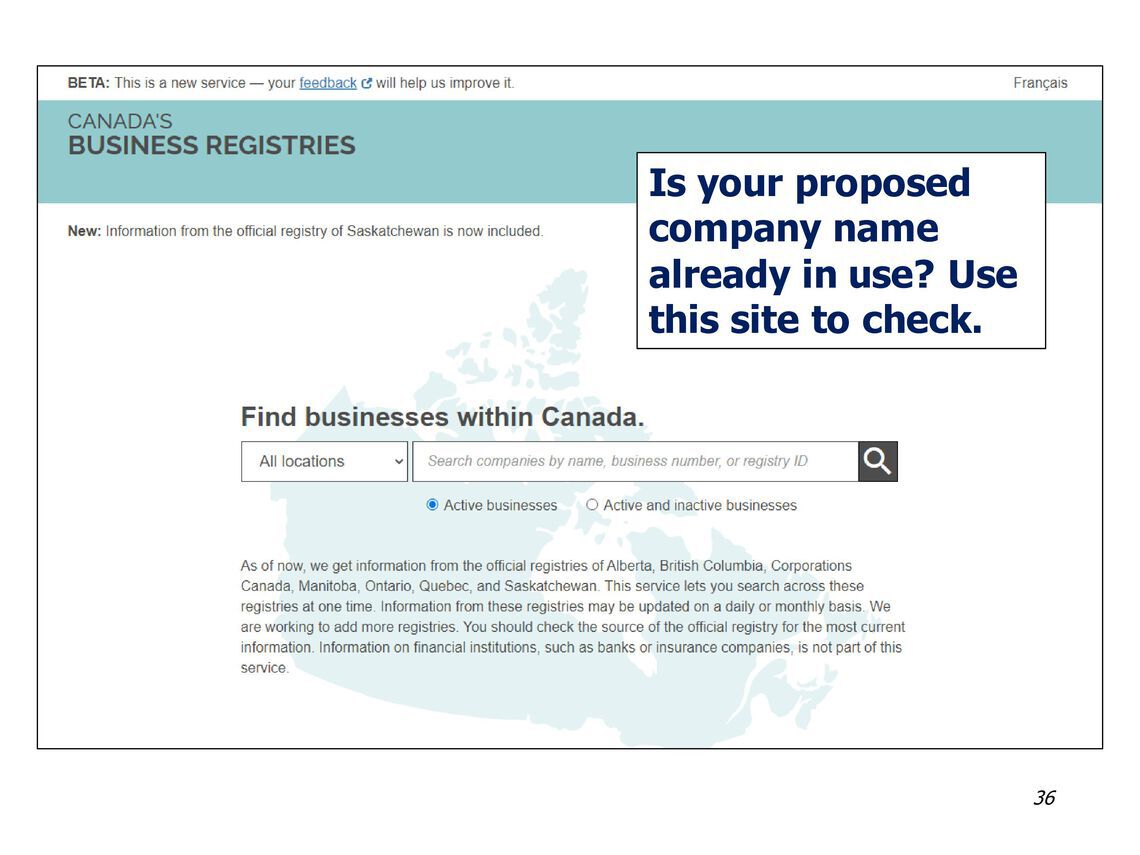 BETA: This is a new service — your feedback will help us improve it.
Français
CANADA'S
BUSINESS REGISTRIES
Is your proposed
company name
already in use? Use
this site to check.
New: Information from the official registry of Saskatchewan is now included.
Find businesses within Canada.
All locations
Search companies by name, business number, or registry ID
Active businesses
Active and inactive businesses
As of now, we get information from the official registries of Alberta, British Columbia, Corporations
Canada, Manitoba, Ontario, Quebec, and Saskatchewan. This service lets you search across these
registries at one time. Information from these registries may be updated on a daily or monthly basis. We
are working to add more registries. You should check the source of the official registry for the most current
information. Information on financial institutions, such as banks or insurance companies, is not part of this
service.
36